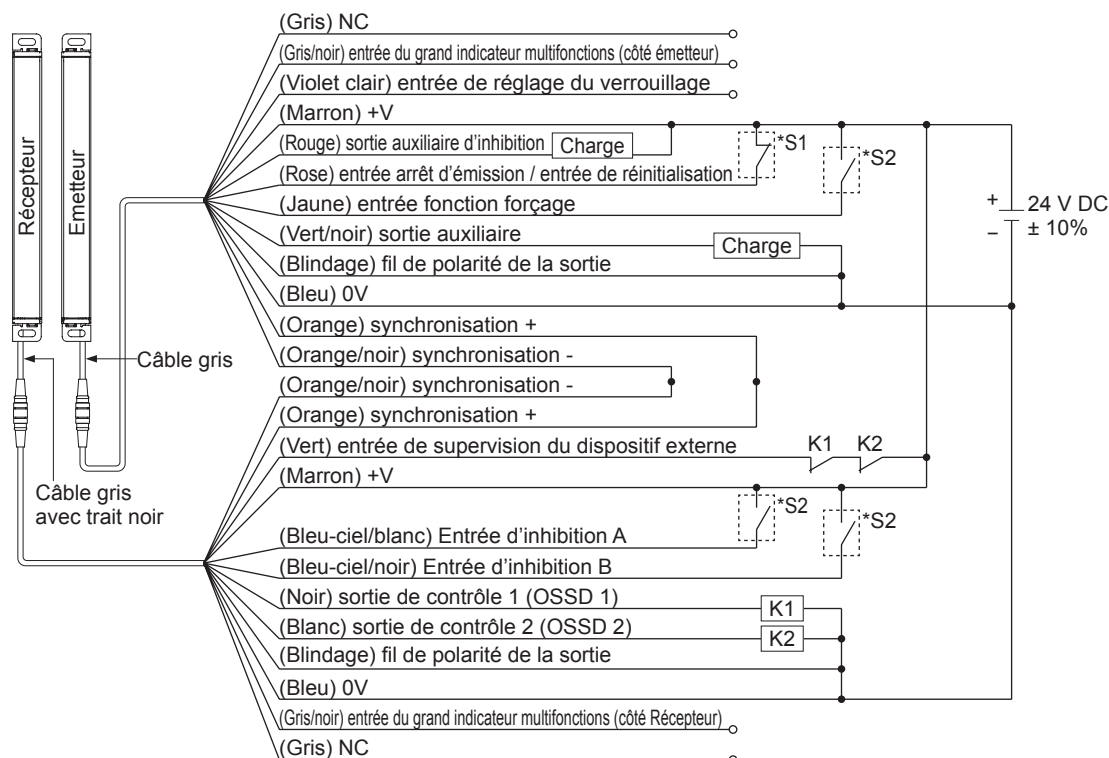 (Gris) NC
(Gris/noir) entrée du grand indicateur multifonctions (côté émetteur)
(Violet clair) entrée de réglage du verrouillage
(Marron) +V
(Rouge) sortie auxiliaire d’inhibition
Charge
*S1
*S2
(Rose) entrée arrêt d’émission / entrée de réinitialisation
(Jaune) entrée fonction forçage
+
24 V DC
−
± 10%
(Vert/noir) sortie auxiliaire
Charge
(Blindage) fil de polarité de la sortie
(Bleu) 0V
(Orange) synchronisation +
(Orange/noir) synchronisation -
Récepteur
Emetteur
Câble gris
Câble gris
avec trait noir
(Orange/noir) synchronisation -
(Orange) synchronisation +
(Vert) entrée de supervision du dispositif externe
K1
K2
(Marron) +V
*S2
*S2
(Bleu-ciel/blanc) Entrée d’inhibition A
(Bleu-ciel/noir) Entrée d’inhibition B
(Noir) sortie de contrôle 1 (OSSD 1)
K1
(Blanc) sortie de contrôle 2 (OSSD 2)
K2
(Blindage) fil de polarité de la sortie
(Bleu) 0V
(Gris/noir) entrée du grand indicateur multifonctions (côté Récepteur)
(Gris) NC